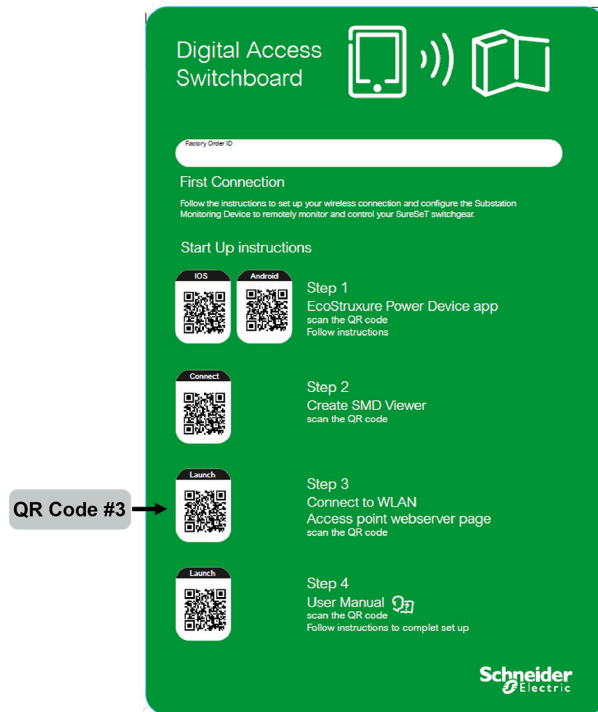 Digital Access
Switchboard
Factory Order ID
First Connection
Follow the instructions to set up your wireless connection and configure the Substation
Monitoring Device to remotely monitor and control your SureSeT switchgear.
Start Up instructions
IOS
Android
Step 1
EcoStruxure Power Device app
scan the QR code
Follow instructions
Connect
Step 2
Create SMD Viewer
scan the QR code
QR Code #3
Launch
Step 3
Connect to WLAN
Access point webserver page
scan the QR code
Launch
Step 4
User Manual
scan the QR code
Follow instructions to complet set up
Schneider
Electric